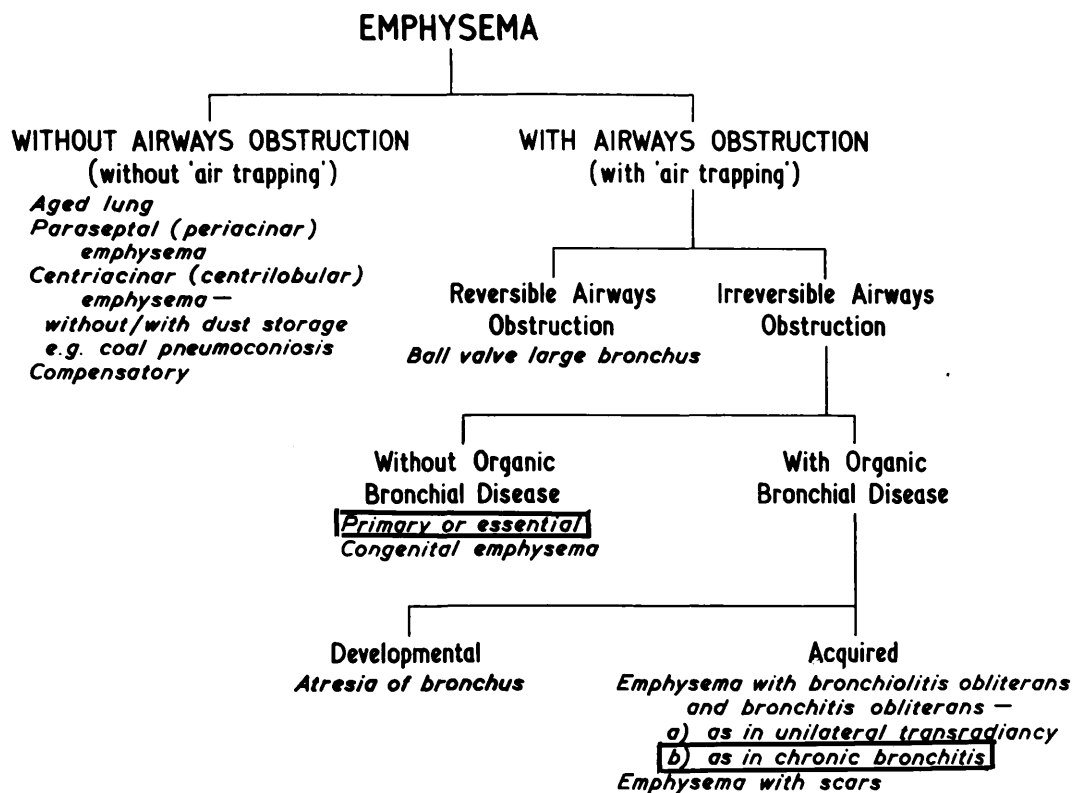 EMPHYSEMA
WITHOUT AIRWAYS OBSTRUCTION
(without 'air trapping')
Aged lung
Paraseptal (periacinar)
emphysema
Centriacinar (centrilobular)
emphysema —
without/with dust storage
e.g. coal pneumoconiosis
Compensatory
WITH AIRWAYS OBSTRUCTION
(with 'air trapping')
Reversible Airways
Obstruction
Ball valve large bronchus
Irreversible Airways
Obstruction
Without Organic
Bronchial Disease
Primary or essential
Congenital emphysema
With Organic
Bronchial Disease
Developmental
Atresia of bronchus
Acquired
Emphysema with bronchiolitis obliterans
and bronchitis obliterans —
a) as in unilateral transradiancy
b) as in chronic bronchitis
Emphysema with scars